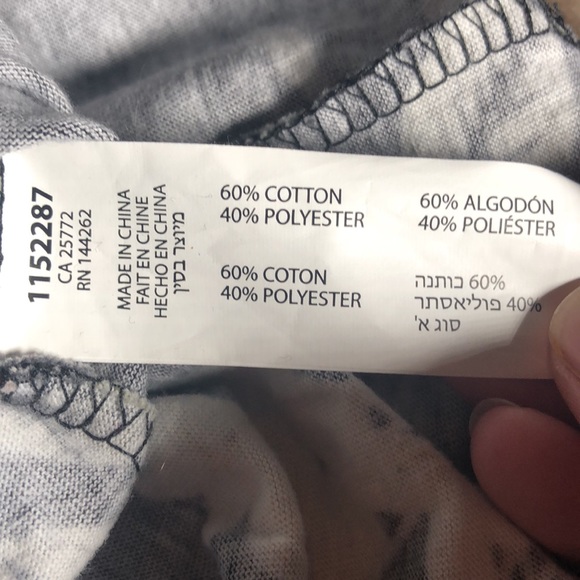 1152287
CA 25772
RN 144262
MADE IN CHINA
FAIT EN CHINE
HECHO EN CHINA
מיוצר בסין
60% COTTON
40% POLYESTER
60% COTON
40% POLYESTER
60% ALGODÓN
40% POLIÉSTER
60% כותנה
40% פוליאסתר
סוג א'